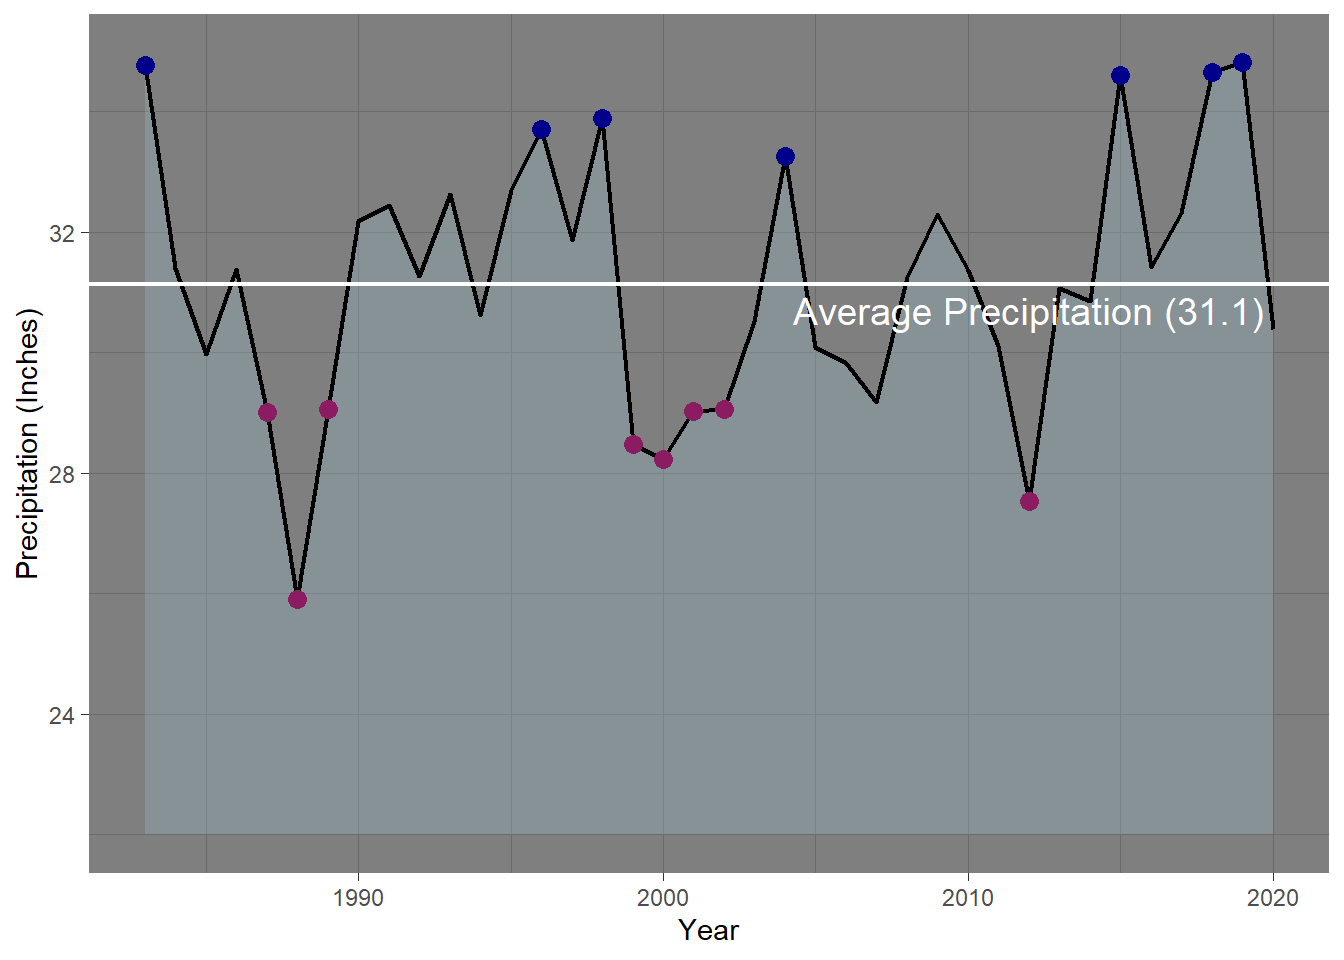 32
28
24
Precipitation (Inches)
Average Precipitation (31.1)
1990
2000
2010
2020
Year